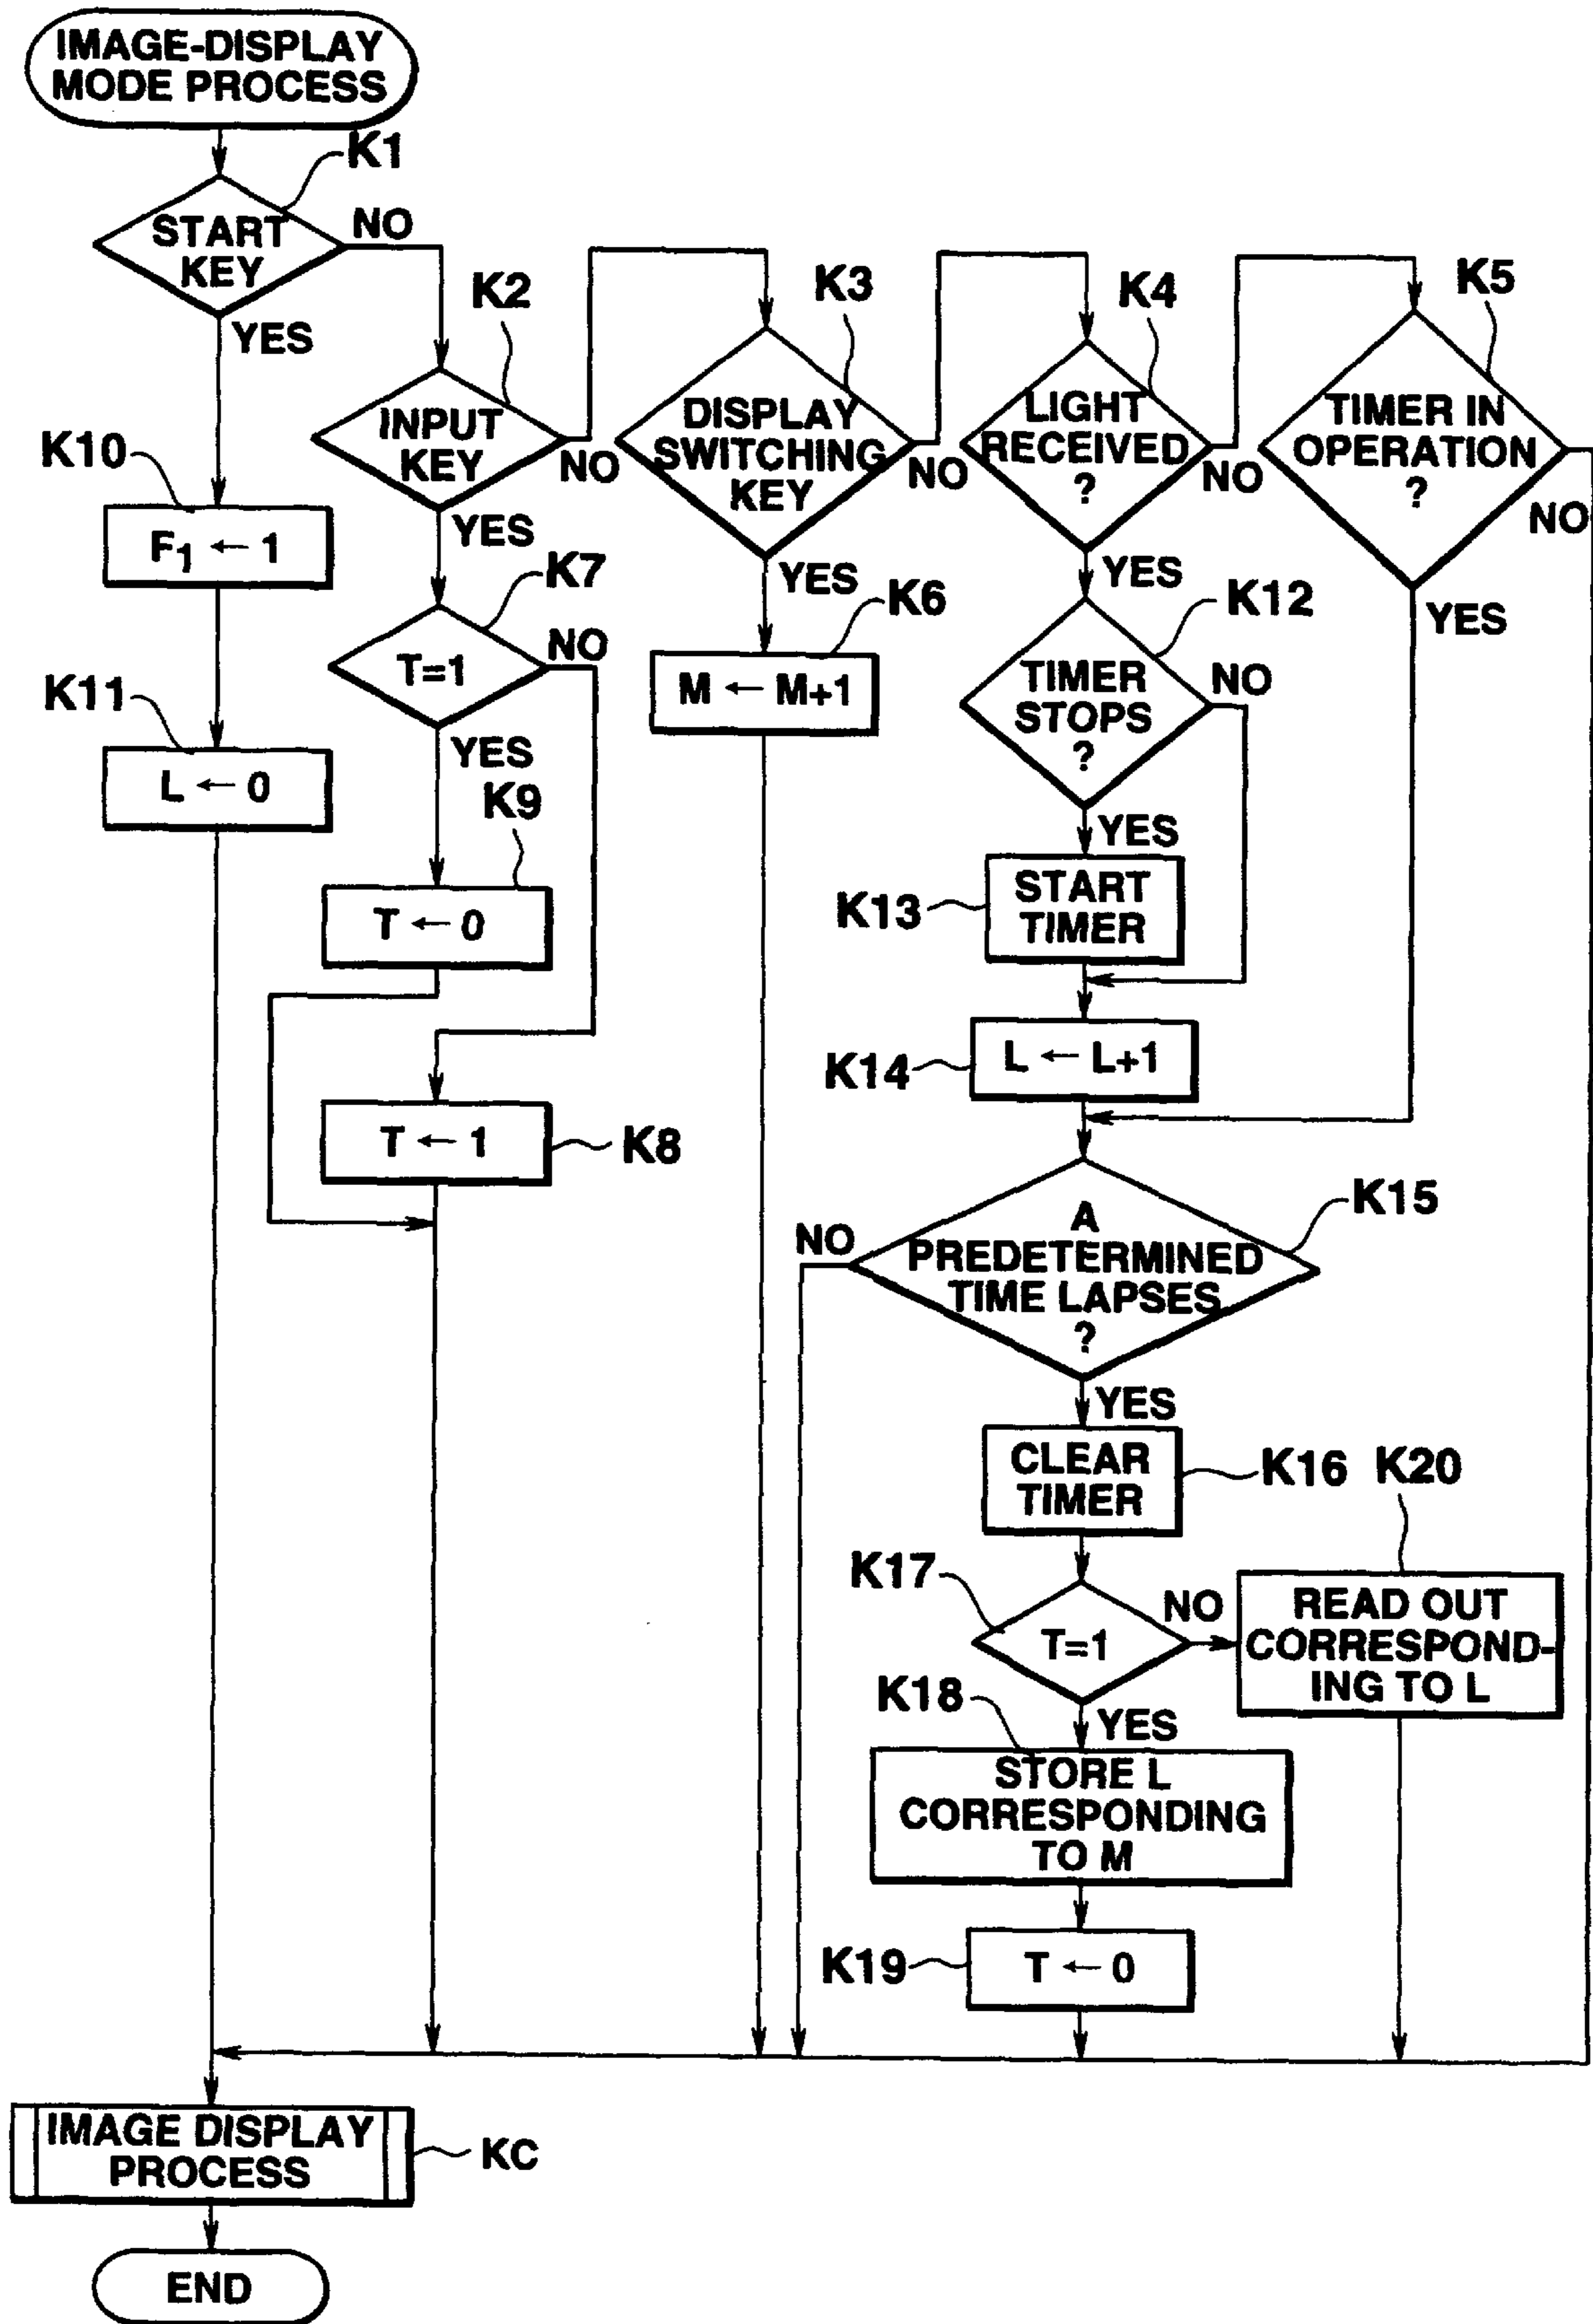 IMAGE-DISPLAY
MODE PROCESS
K1
START
KEY
NO
YES
K2
INPUT
KEY
NO
YES
K3
DISPLAY
SWITCHING
KEY
NO
YES
K4
LIGHT
RECEIVED
?
NO
YES
K5
TIMER IN
OPERATION
?
NO
YES
K10
F1 ← 1
K11
L ← 0
K7
T=1
NO
YES
K9
T ← 0
T ← 1
K8
K6
M ← M+1
K12
TIMER
STOPS
?
NO
YES
K13
START
TIMER
K14
L ← L+1
K15
A
PREDETERMINED
TIME LAPSES
?
NO
YES
CLEAR
TIMER
K16
K17
T=1
NO
YES
K20
READ OUT
CORRESPOND-
ING TO L
K18
STORE L
CORRESPONDING
TO M
K19
T ← 0
IMAGE DISPLAY
PROCESS
KC
END